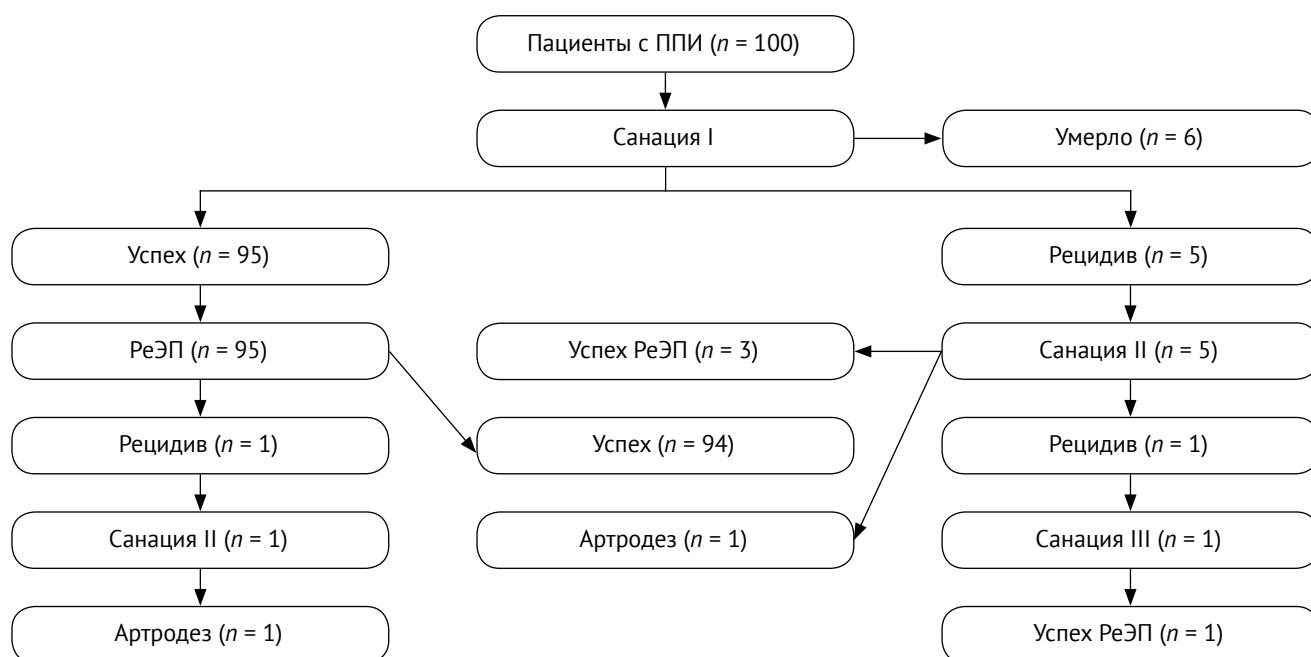 Пациенты с ППИ (n = 100)
Санация I
Умерло (n = 6)
Успех (n = 95)
Рецидив (n = 5)
РеЭП (n = 95)
Успех РеЭП (n = 3)
Санация II (n = 5)
Рецидив (n = 1)
Успех (n = 94)
Рецидив (n = 1)
Санация II (n = 1)
Артродез (n = 1)
Санация III (n = 1)
Артродез (n = 1)
Успех РеЭП (n = 1)